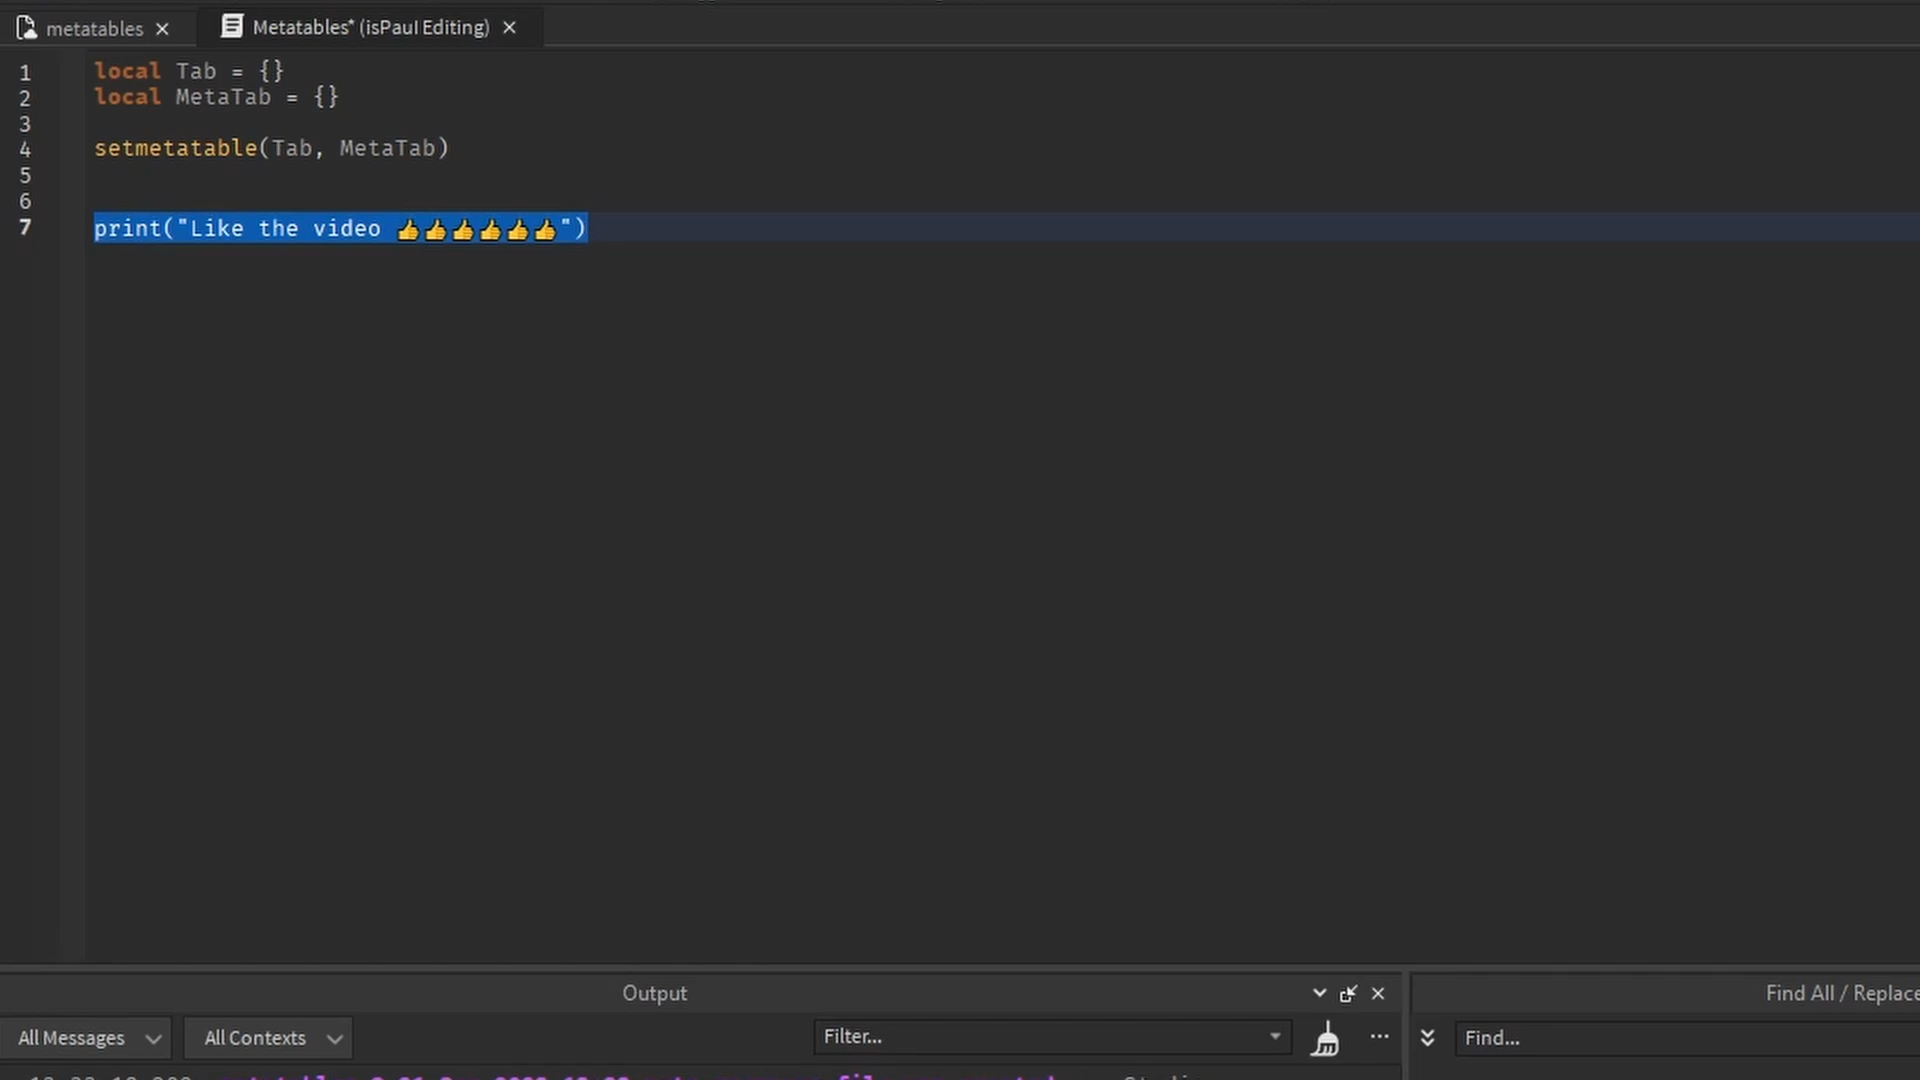 metatables
Metatables* (isPaul Editing)
1 local Tab = {}
2 local MetaTab = {}
3
4 setmetatable(Tab, MetaTab)
5
6
7 print("Like the video 👍👍👍👍👍👍")
Output
Find All / Replace
All Messages
All Contexts
Filter...
Find...